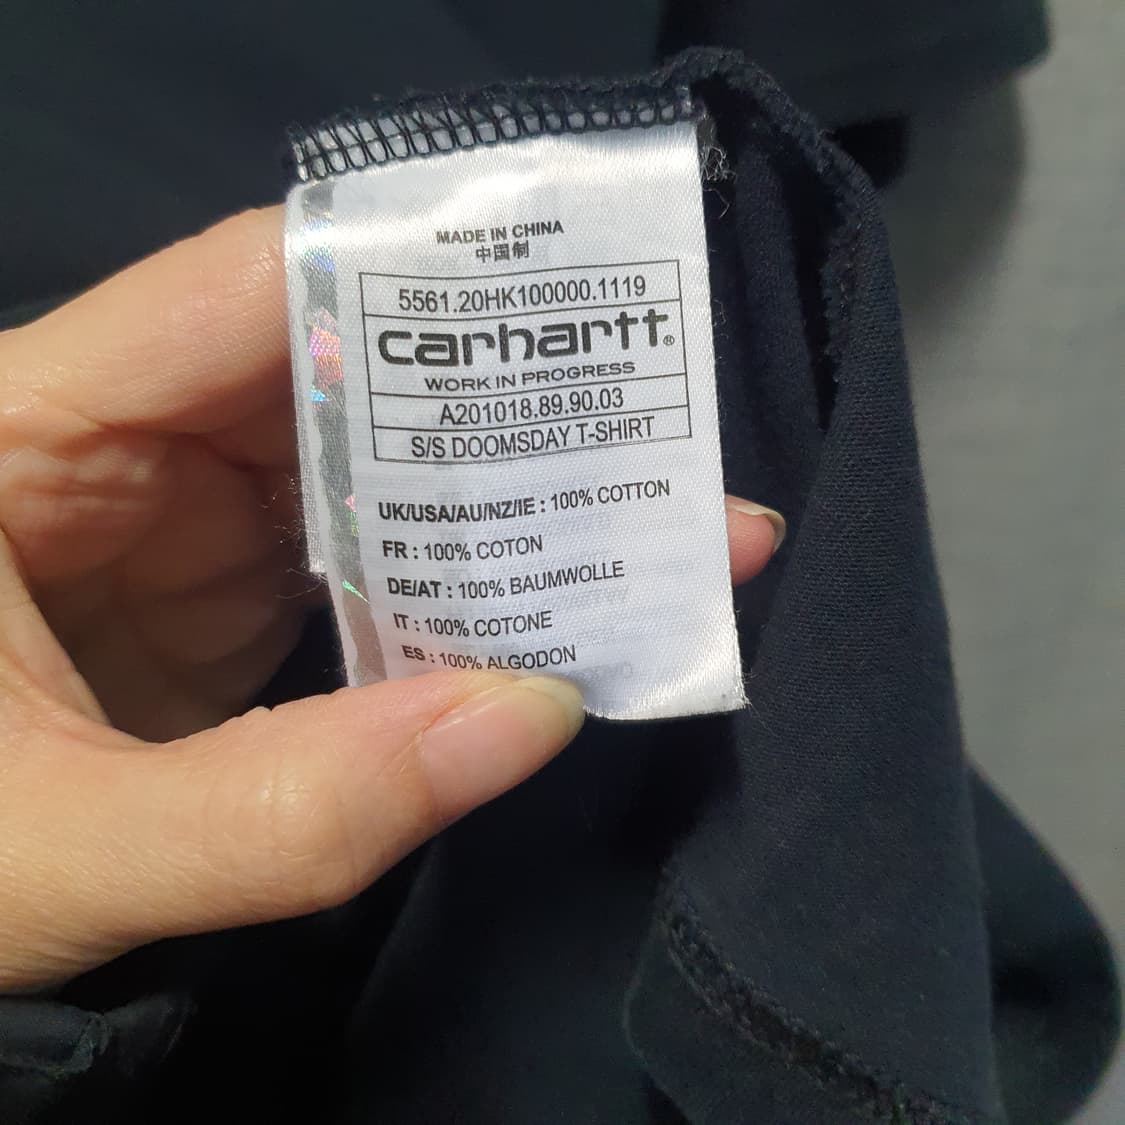 MADE IN CHINA
中国制
5561.20HK100000.1119
carhartt®
WORK IN PROGRESS
A201018.89.90.03
S/S DOOMSDAY T-SHIRT
UK/USA/AU/NZ/IE : 100% COTTON
FR : 100% COTON
DE/AT : 100% BAUMWOLLE
IT : 100% COTONE
ES : 100% ALGODON